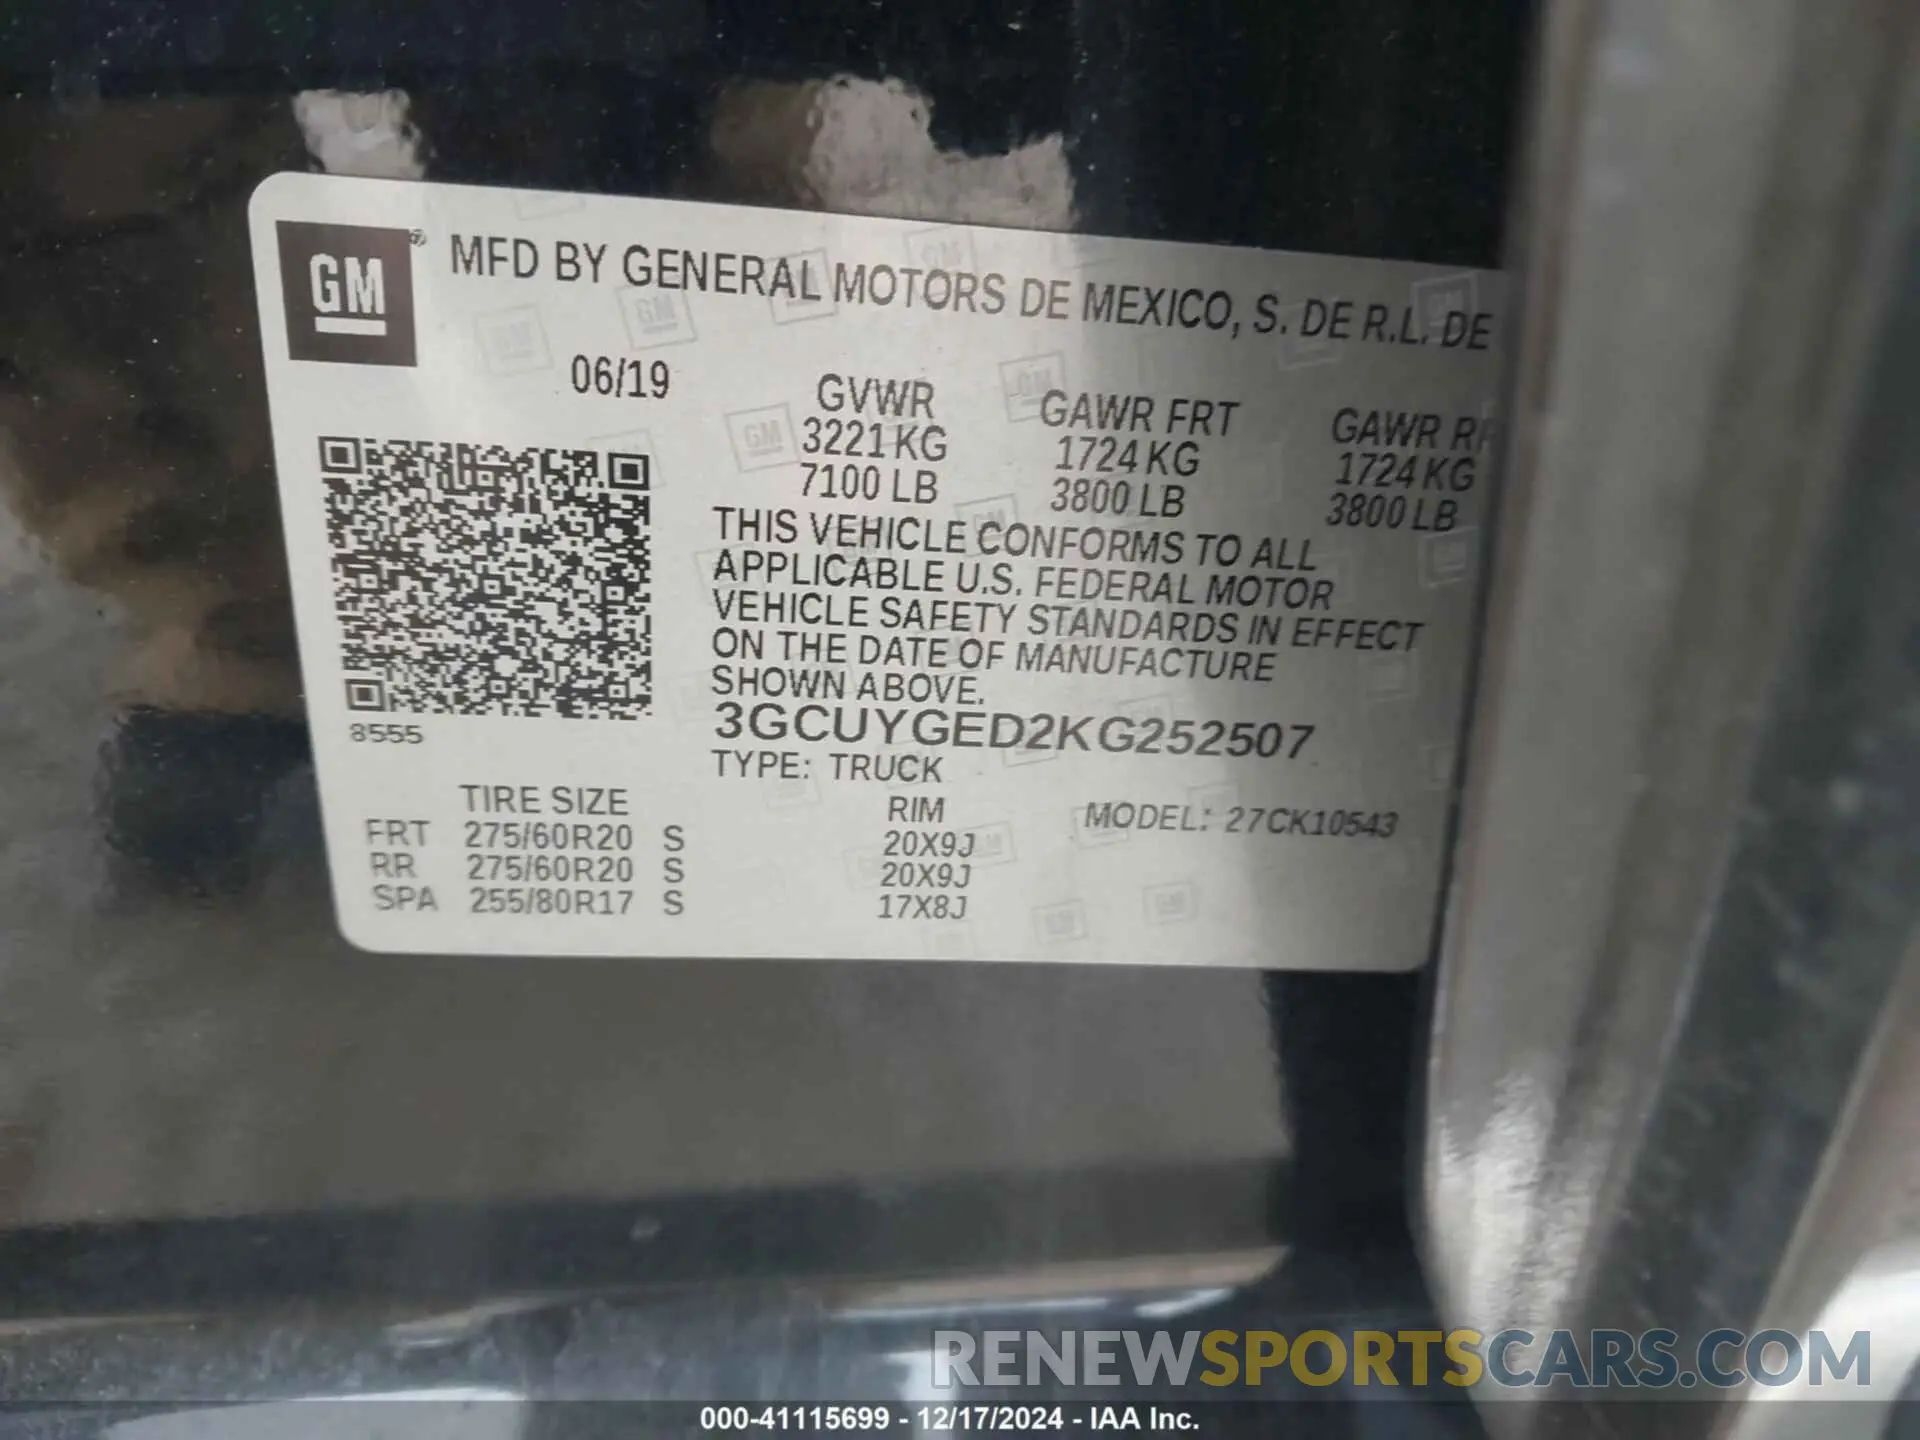 GM ® MFD BY GENERAL MOTORS DE MEXICO, S. DE R.L. DE
06/19
GVWR GAWR FRT GAWR
3221 KG 1724 KG 1724 KG
7100 LB 3800 LB 3800 LB
THIS VEHICLE CONFORMS TO ALL
APPLICABLE U.S. FEDERAL MOTOR
VEHICLE SAFETY STANDARDS IN EFFECT
ON THE DATE OF MANUFACTURE
SHOWN ABOVE.
3GCUYGED2KG252507
8555
TYPE: TRUCK
TIRE SIZE RIM MODEL: 27CK10543
FRT 275/60R20 S 20X9J
RR 275/60R20 S 20X9J
SPA 255/80R17 S 17X8J
RENEWSPORTSCARS.COM
000-41115699 - 12/17/2024 - IAA Inc.